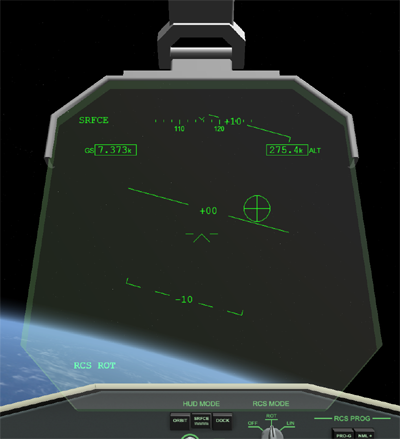 SRFCE
+10
110 120
GS 7.373k 275.4k ALT
+00
-10
RCS ROT
HUD MODE RCS MODE
ROT
ORBIT SRFCE DOCK OFF LIN
RCS PROG
PRO-G NML+